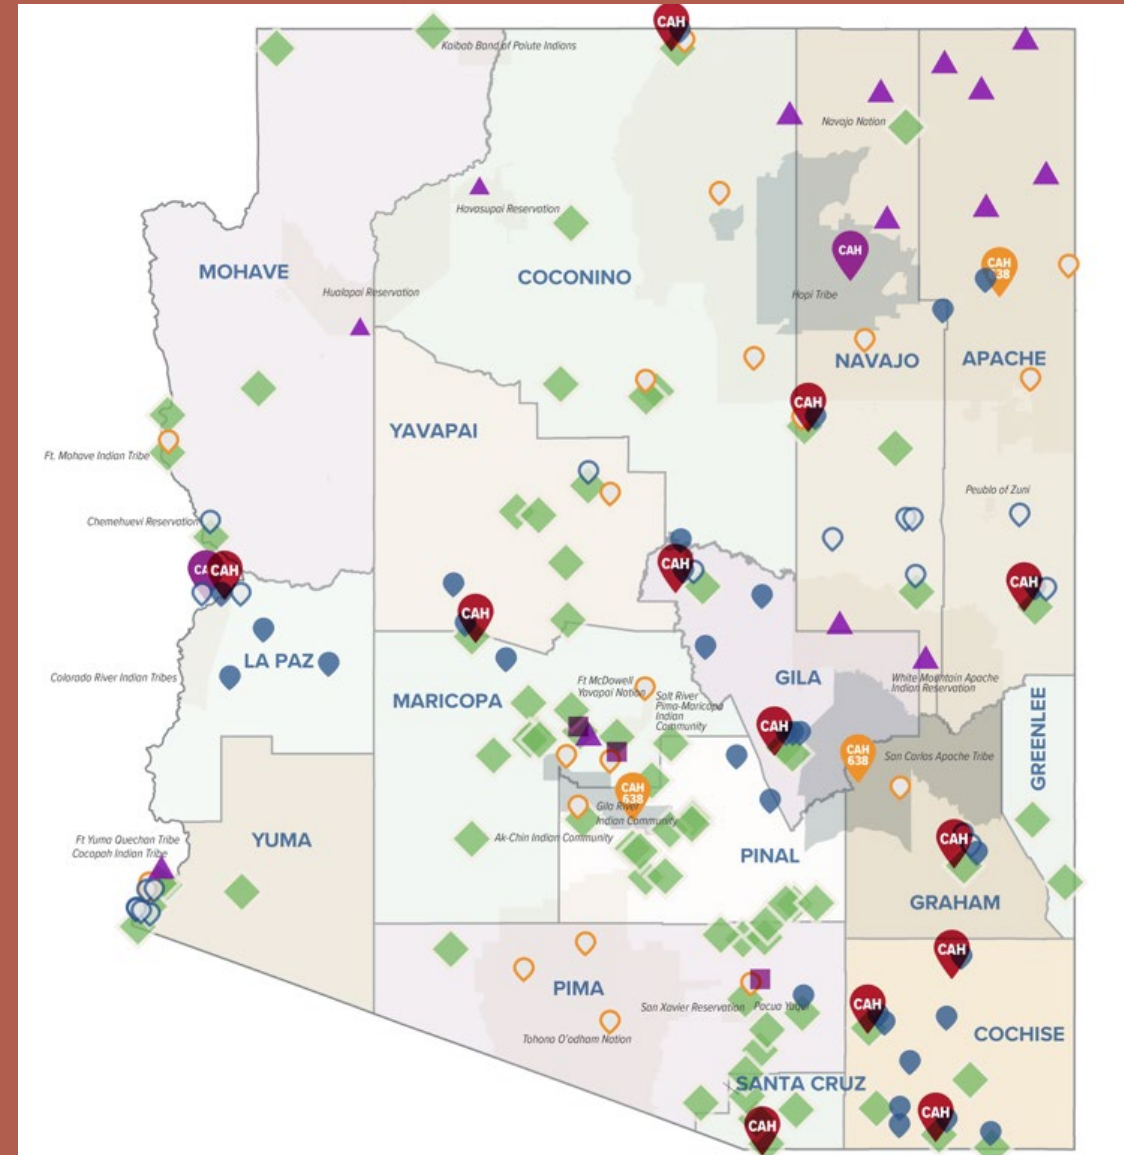 CAH
Kaibab Band of Paiute Indians
Navajo Nation
Havasupai Reservation
CAH
MOHAVE
COCONINO
CAH
638
Hualapai Reservation
Hopi Tribe
NAVAJO
APACHE
CAH
YAVAPAI
Ft. Mohave Indian Tribe
Peublo of Zuni
Chemehuevi Reservation
CA
CAH
CAH
CAH
CAH
LA PAZ
Colorado River Indian Tribes
MARICOPA
GILA
Ft McDowell
Yavapai Nation
Salt River
Pima-Maricopa
Indian
Community
White Mountain Apache
Indian Reservation
GREENLEE
CAH
CAH
638
San Carlos Apache Tribe
CAH
638
Gila River
Indian Community
Ak-Chin Indian Community
Ft Yuma Quechan Tribe
Cocopah Indian Tribe
YUMA
PINAL
CAH
GRAHAM
CAH
PIMA
San Xavier Reservation
Pacua Yaqui
CAH
Tohono O'odham Nation
COCHISE
SANTA CRUZ
CAH
CAH